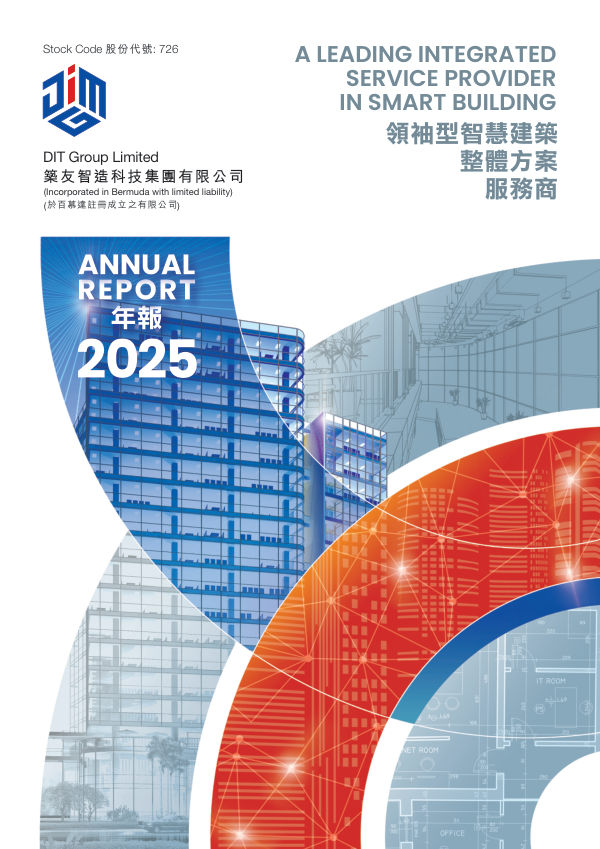 Stock Code 股份代號: 726
DIT Group Limited
築友智造科技集團有限公司
(Incorporated in Bermuda with limited liability)
(於百慕達註冊成立之有限公司)
A LEADING INTEGRATED
SERVICE PROVIDER
IN SMART BUILDING
領袖型智慧建築
整體方案
服務商
ANNUAL
REPORT
年報
2025
IT ROOM
NET ROOM
OFFICE